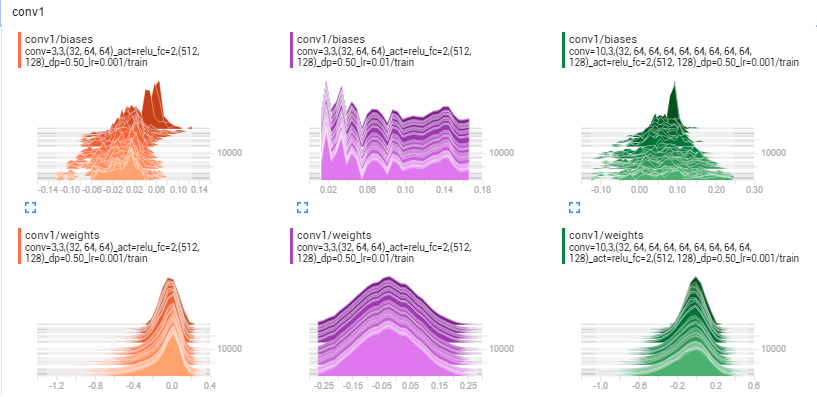 conv1
conv1/biases
conv=3,3,(32, 64, 64)_act=relu_fc=2,(512,
128)_dp=0.50_lr=0.001/train
10000
-0.14 -0.10 -0.06 -0.02 0.02 0.06 0.10 0.14
conv1/biases
conv=3,3,(32, 64, 64)_act=relu_fc=2,(512,
128)_dp=0.50_lr=0.01/train
10000
0.02 0.06 0.10 0.14 0.18
conv1/biases
conv=10,3,(32, 64, 64, 64, 64, 64, 64, 64, 64,
128)_act=relu_fc=2,(512, 128)_dp=0.50_lr=0.001/train
10000
-0.10 0.00 0.10 0.20 0.30
conv1/weights
conv=3,3,(32, 64, 64)_act=relu_fc=2,(512,
128)_dp=0.50_lr=0.001/train
10000
-1.2 -0.8 -0.4 0.0 0.4
conv1/weights
conv=3,3,(32, 64, 64)_act=relu_fc=2,(512,
128)_dp=0.50_lr=0.01/train
10000
-0.25 -0.15 -0.05 0.05 0.15 0.25
conv1/weights
conv=10,3,(32, 64, 64, 64, 64, 64, 64, 64, 64,
128)_act=relu_fc=2,(512, 128)_dp=0.50_lr=0.001/train
10000
-1.0 -0.6 -0.2 0.2 0.6